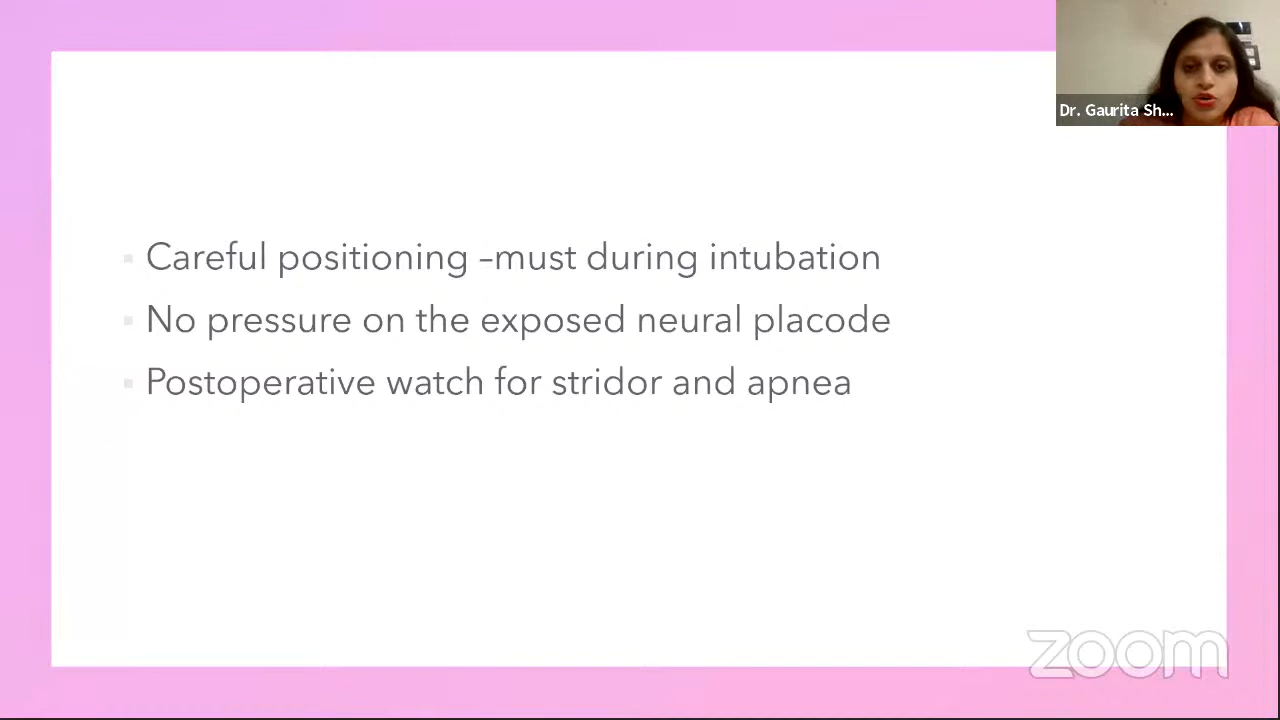 Dr. Gaurita Sh...
Careful positioning –must during intubation
No pressure on the exposed neural placode
Postoperative watch for stridor and apnea
zoom